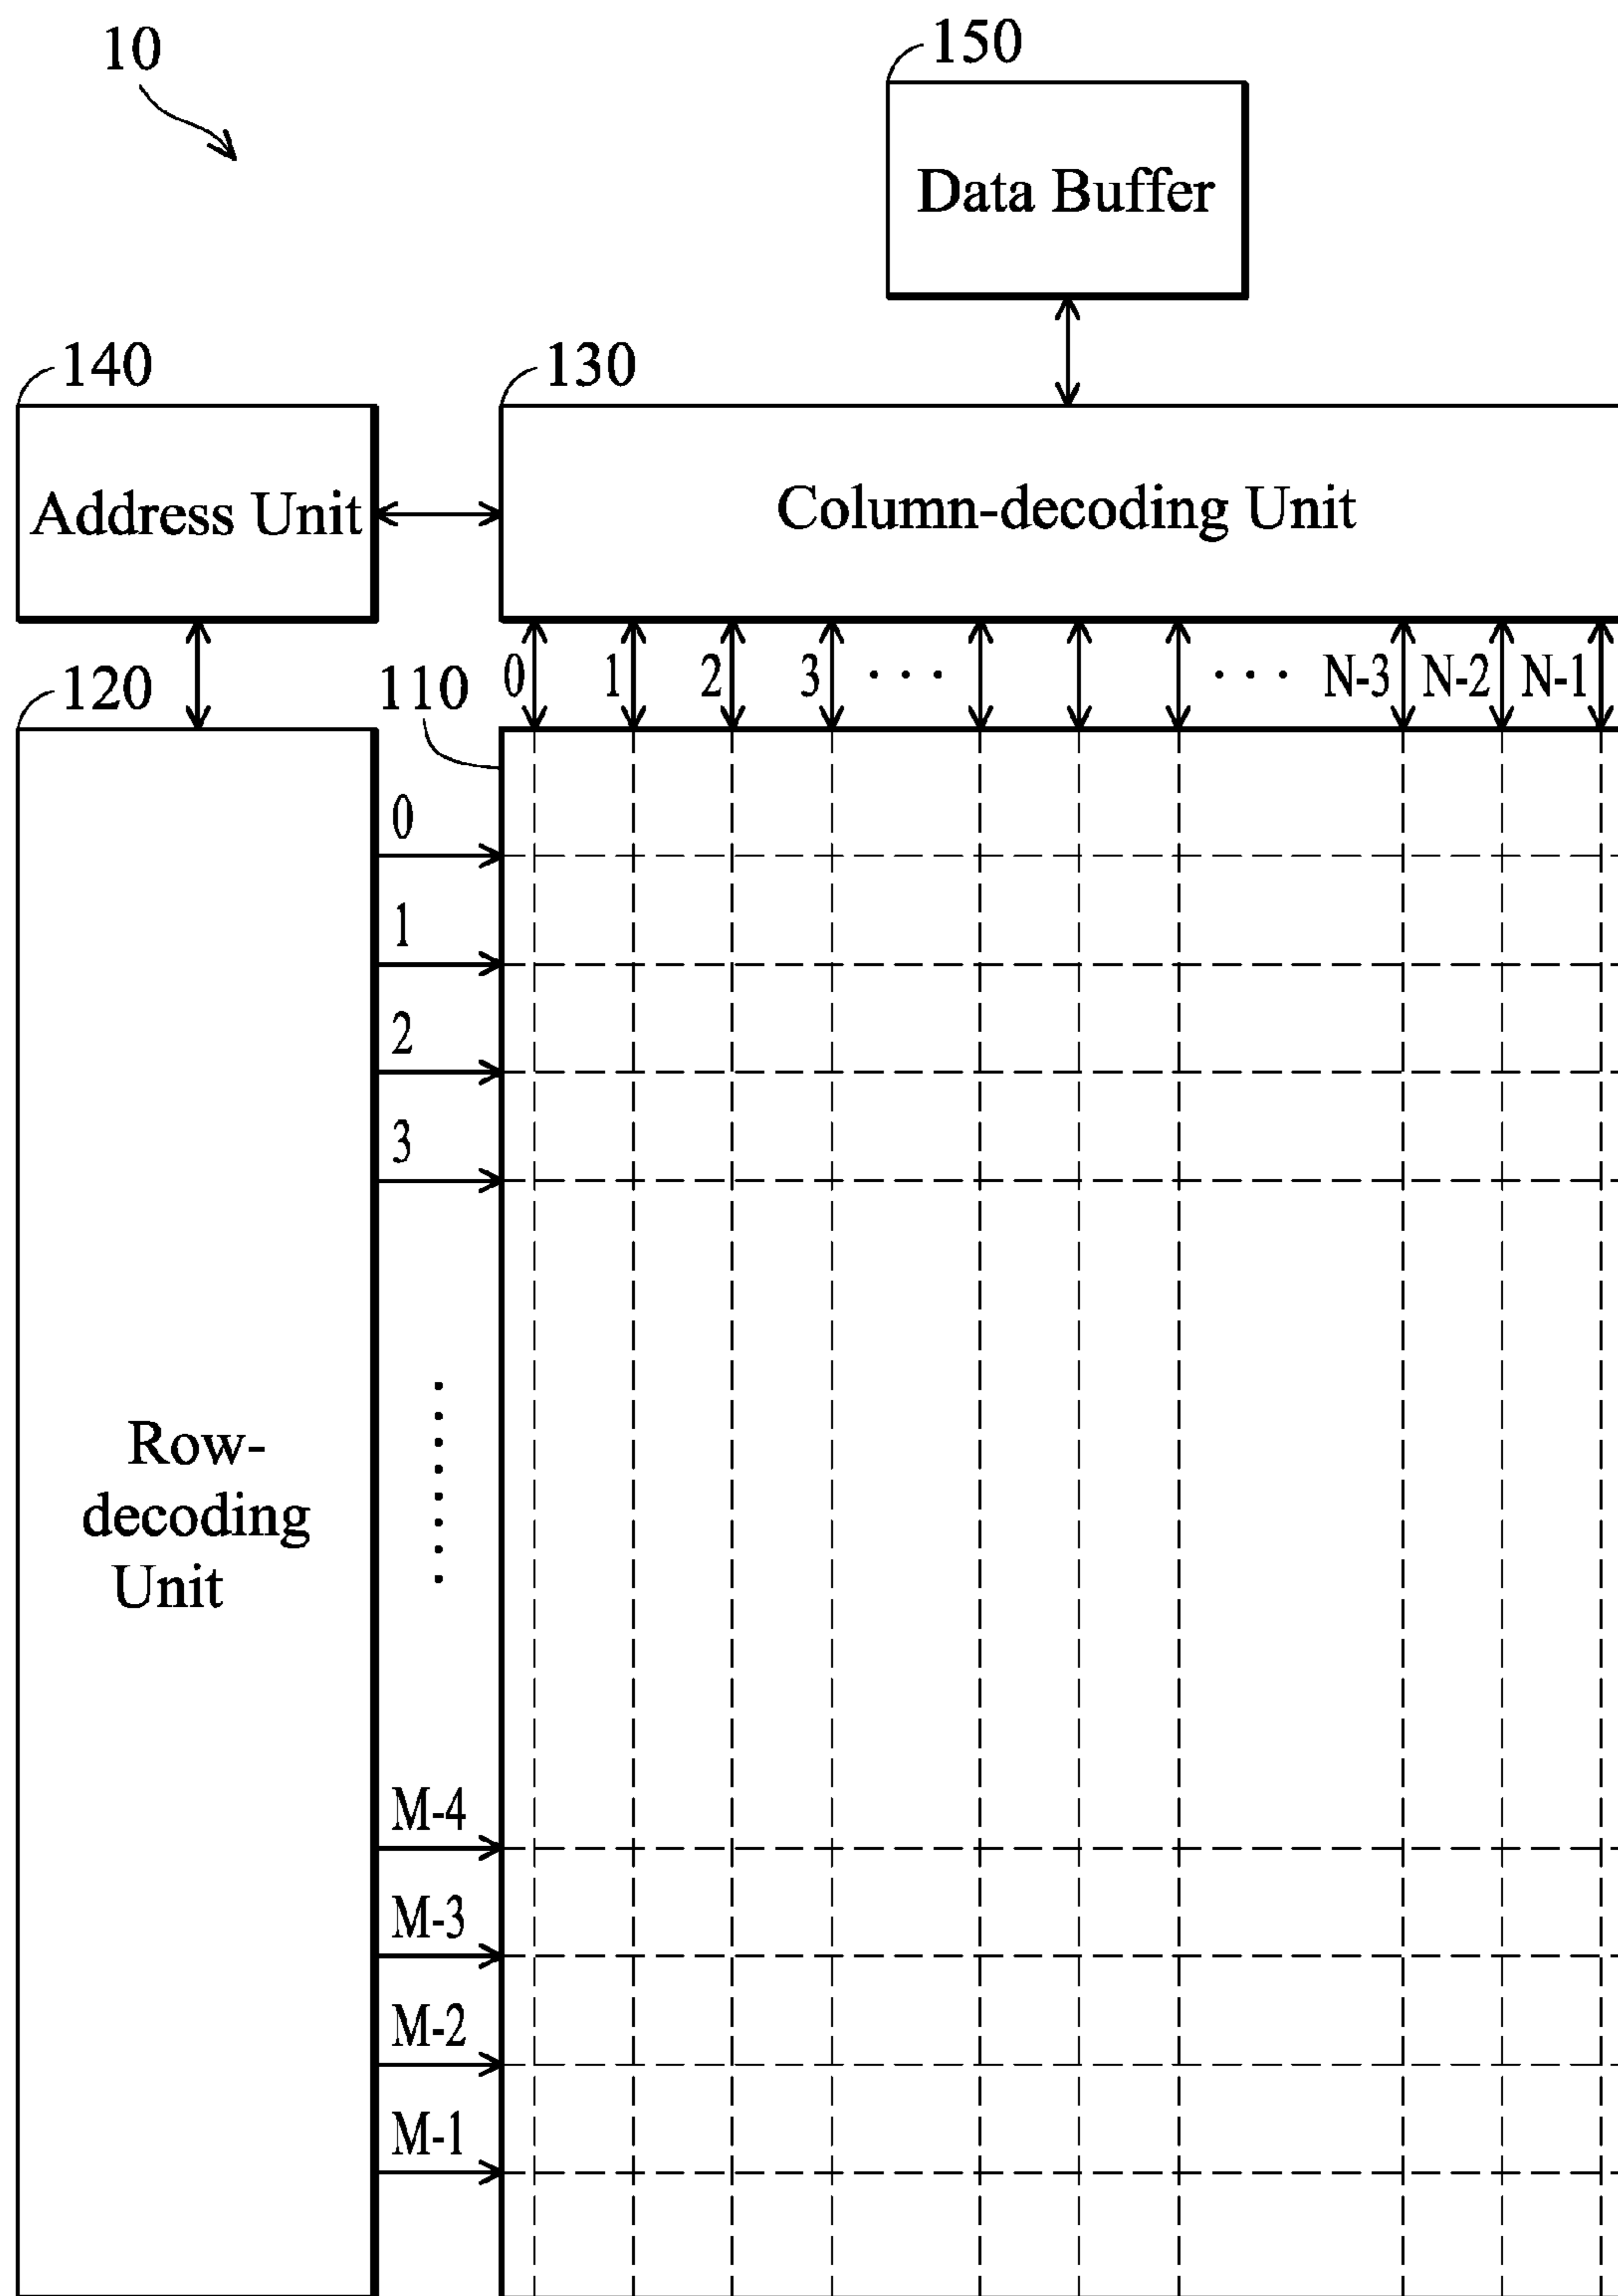 10
150
Data Buffer
140
130
Address Unit
Column-decoding Unit
120
110
0 1 2 3 · · · · · · N-3 N-2 N-1
0
1
2
3
Row-
decoding
Unit
M-4
M-3
M-2
M-1